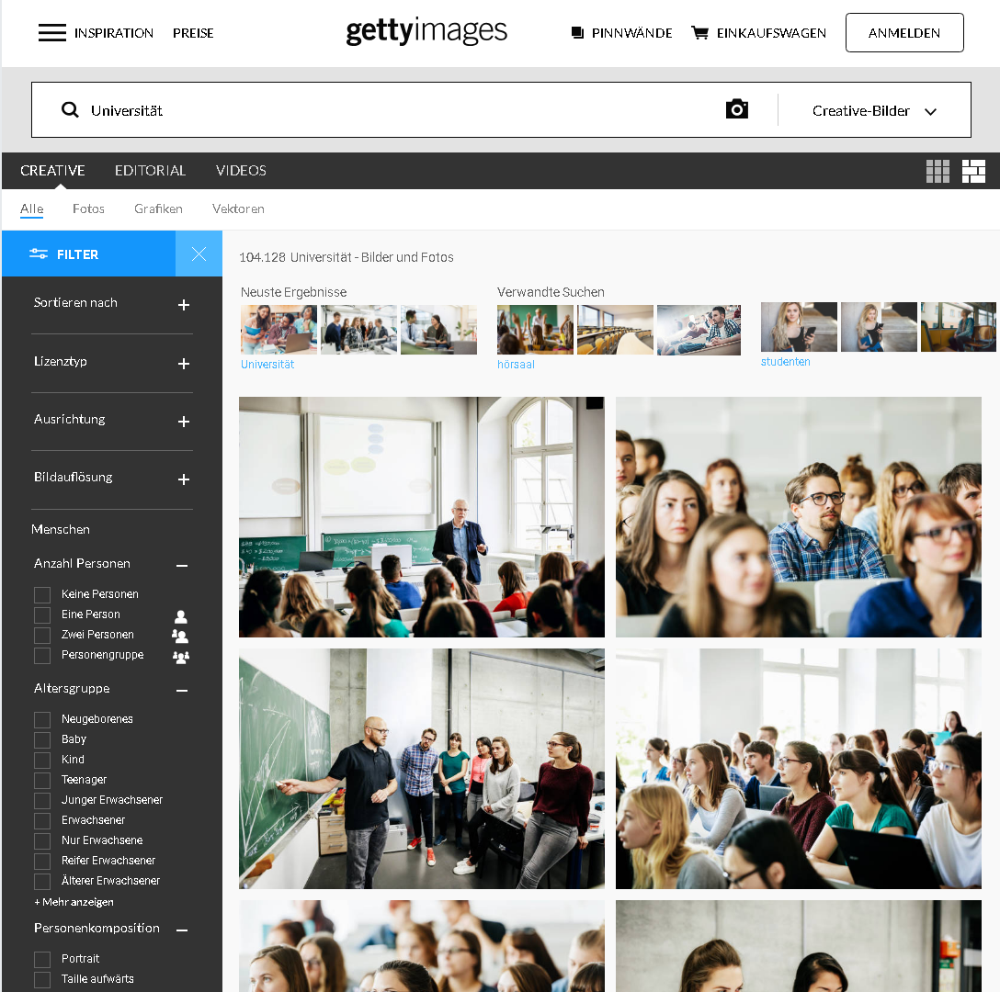 INSPIRATION PREISE gettyimages PINNWÄNDE EINKAUFSWAGEN ANMELDEN
Universität Creative-Bilder
CREATIVE EDITORIAL VIDEOS
Alle Fotos Grafiken Vektoren
FILTER
104.128 Universität - Bilder und Fotos
Neuste Ergebnisse Verwandte Suchen
Universität hörsaal studenten
Sortieren nach +
Lizenztyp +
Ausrichtung +
Bildauflösung +
Menschen
Anzahl Personen –
Keine Personen
Eine Person
Zwei Personen
Personengruppe
Altersgruppe –
Neugeborenes
Baby
Kind
Teenager
Junger Erwachsener
Erwachsener
Nur Erwachsene
Reifer Erwachsener
Älterer Erwachsener
+ Mehr anzeigen
Personenkomposition –
Portrait
Taille aufwärts